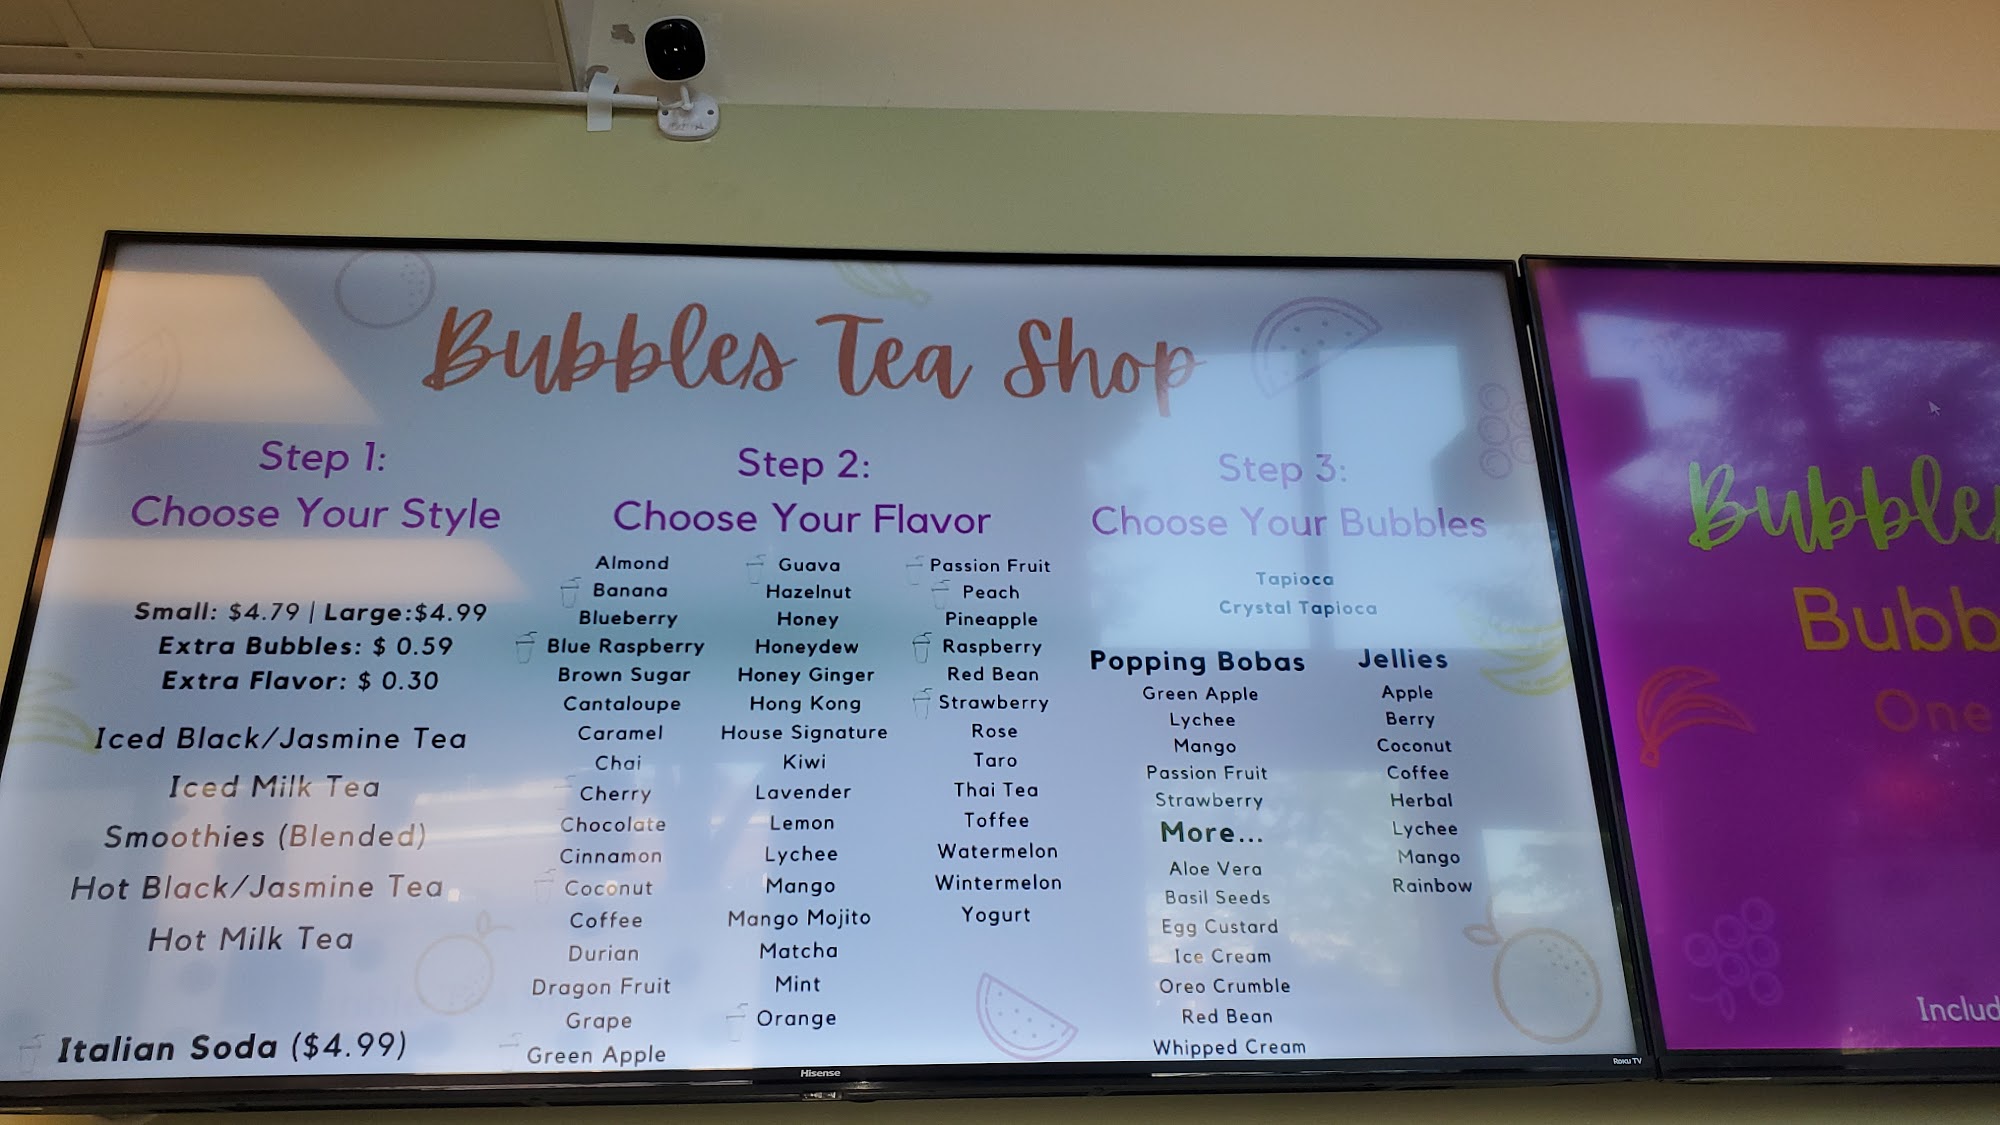 Bubbles Tea Shop
Step 1:
Choose Your Style
Small: $4.79 | Large:$4.99
Extra Bubbles: $ 0.59
Extra Flavor: $ 0.30
Iced Black/Jasmine Tea
Iced Milk Tea
Smoothies (Blended)
Hot Black/Jasmine Tea
Hot Milk Tea
Italian Soda ($4.99)
Step 2:
Choose Your Flavor
Almond
Banana
Blueberry
Blue Raspberry
Brown Sugar
Cantaloupe
Caramel
Chai
Cherry
Chocolate
Cinnamon
Coconut
Coffee
Durian
Dragon Fruit
Grape
Green Apple
Guava
Hazelnut
Honey
Honeydew
Honey Ginger
Hong Kong
House Signature
Kiwi
Lavender
Lemon
Lychee
Mango
Mango Mojito
Matcha
Mint
Orange
Passion Fruit
Peach
Pineapple
Raspberry
Red Bean
Strawberry
Rose
Taro
Thai Tea
Toffee
Watermelon
Wintermelon
Yogurt
Step 3:
Choose Your Bubbles
Tapioca
Crystal Tapioca
Popping Bobas
Green Apple
Lychee
Mango
Passion Fruit
Strawberry
More...
Aloe Vera
Basil Seeds
Egg Custard
Ice Cream
Oreo Crumble
Red Bean
Whipped Cream
Jellies
Apple
Berry
Coconut
Coffee
Herbal
Lychee
Mango
Rainbow
Hisense
Roku TV
Bubble
Bubb
One
Includ